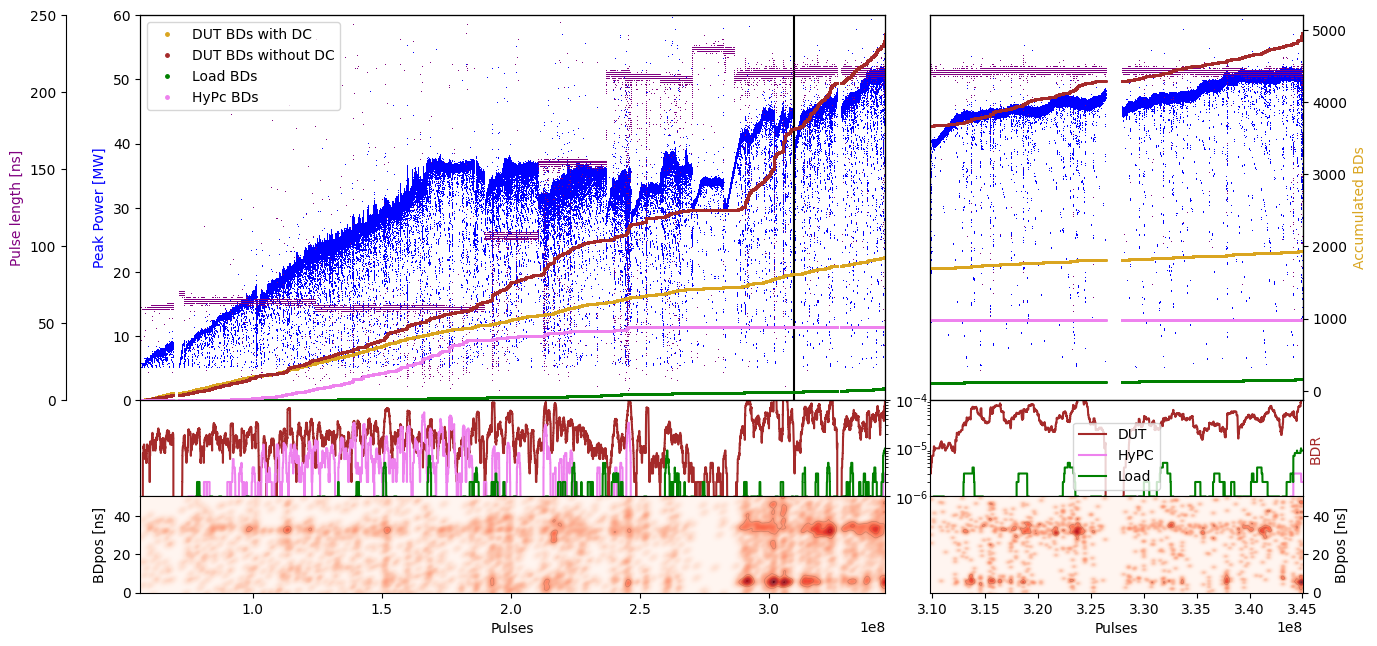 250
200
150
100
50
0
Pulse length [ns]
60
50
40
30
20
10
0
Peak Power [MW]
DUT BDs with DC
DUT BDs without DC
Load BDs
HyPc BDs
5000
4000
3000
2000
1000
0
Accumulated BDs
10⁻⁴
10⁻⁵
10⁻⁶
BDR
DUT
HyPC
Load
40
20
0
BDpos [ns]
40
20
0
BDpos [ns]
1.0 1.5 2.0 2.5 3.0
Pulses
1e8
3.10 3.15 3.20 3.25 3.30 3.35 3.40 3.45
Pulses
1e8